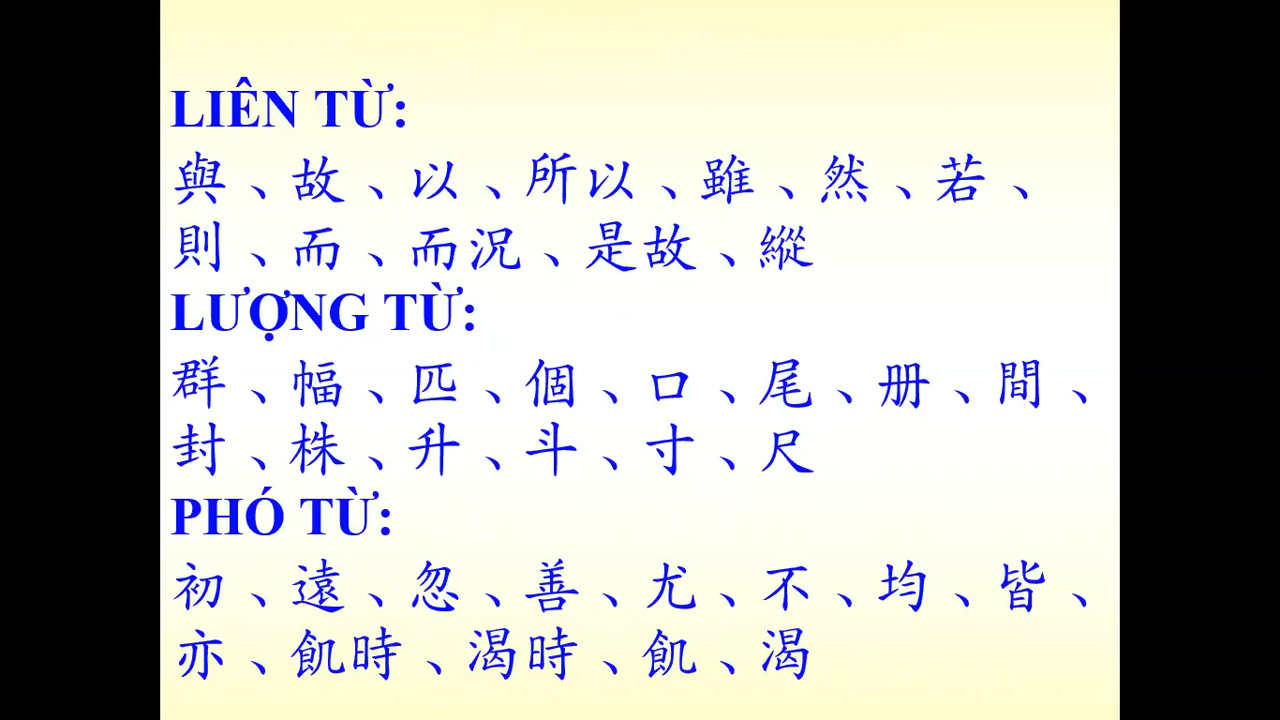 LIÊN TỪ:
與、故、以、所以、雖、然、若、
則、而、而況、是故、縱
LƯỢNG TỪ:
群、幅、匹、個、口、尾、册、間、
封、株、升、斗、寸、尺
PHÓ TỪ:
初、遠、忽、善、尤、不、均、皆、
亦、飢時、渴時、飢、渴